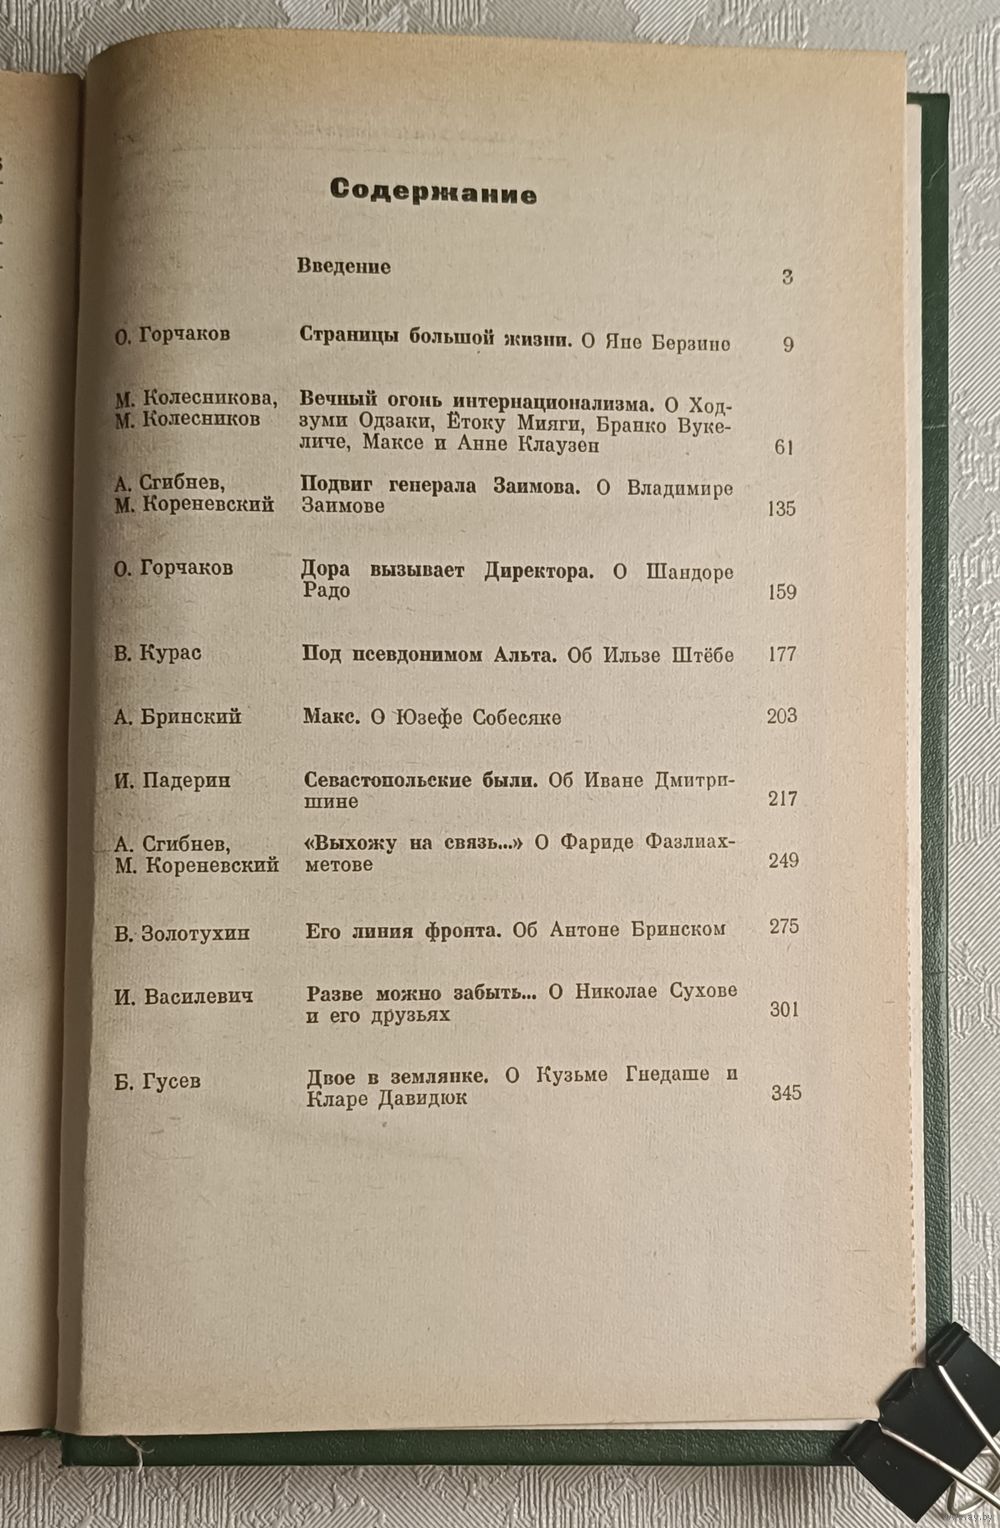 Содержание
Введение 3
О. Горчаков Страницы большой жизни. О Яне Берзине 9
М. Колесникова, Вечный огонь интернационализма. О Ход-
М. Колесников зуми Одзаки, Ётоку Мияги, Бранко Вуке-
личе, Максе и Анне Клаузен 61
А. Сгибнев, Подвиг генерала Заимова. О Владимире
М. Кореневский Заимове 135
О. Горчаков Дора вызывает Директора. О Шандоре
Радо 159
В. Курас Под псевдонимом Альта. Об Ильзе Штёбе 177
А. Бринский Макс. О Юзефе Собесяке 203
И. Падерин Севастопольские были. Об Иване Дмитри-
шине 217
А. Сгибнев, «Выхожу на связь...» О Фариде Фазлиах-
М. Кореневский метове 249
В. Золотухин Его линия фронта. Об Антоне Бринском 275
И. Василевич Разве можно забыть... О Николае Сухове
и его друзьях 301
Б. Гусев Двое в землянке. О Кузьме Гнедаше и
Кларе Давидюк 345